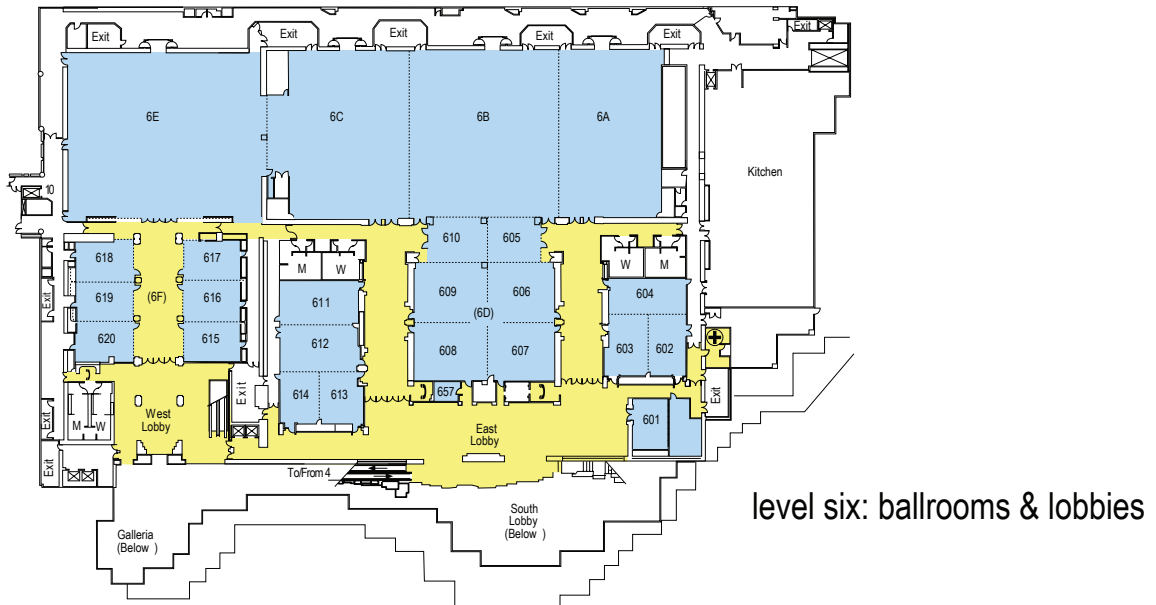 Exit
Exit
Exit
Exit
Exit
Exit
6E
6C
6B
6A
Kitchen
10
610
605
618
617
M
W
W
M
619
(6F)
616
611
609
606
604
Exit
(6D)
620
615
612
608
607
603
602
Exit
614
613
657
Exit
West
Lobby
M
W
Exit
East
Lobby
601
Exit
To/From 4
South
Lobby
(Below )
Galleria
(Below )
level six: ballrooms & lobbies